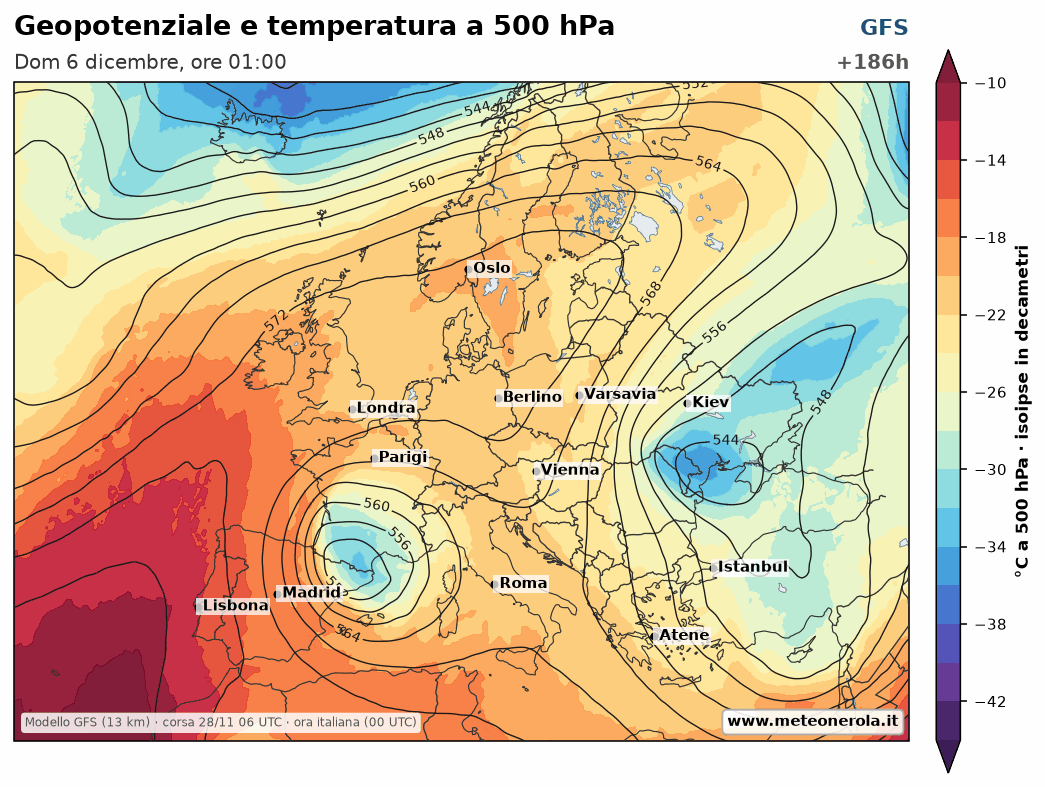 Geopotenziale e temperatura a 500 hPa
GFS
Dom 6 dicembre, ore 01:00
+186h
552
544
548
564
560
Oslo
568
572
556
Berlino
Varsavia
Kiev
548
Londra
544
Parigi
Vienna
560
556
Istanbul
Roma
Madrid
Lisbona
564
Atene
Modello GFS (13 km) · corsa 28/11 06 UTC · ora italiana (00 UTC)
www.meteonerola.it
−10
−14
−18
−22
−26
−30
−34
−38
−42
°C a 500 hPa · isoipse in decametri